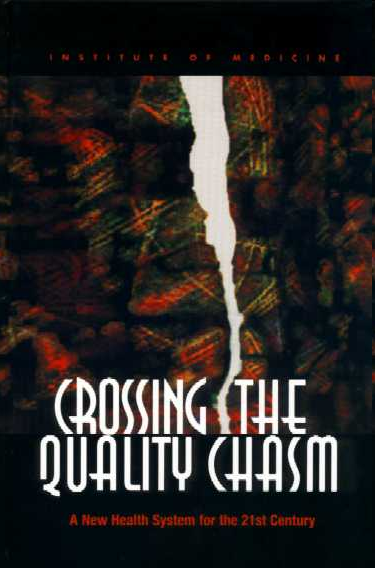 INSTITUTE OF MEDICINE
CROSSING THE
QUALITY CHASM
A New Health System for the 21st Century